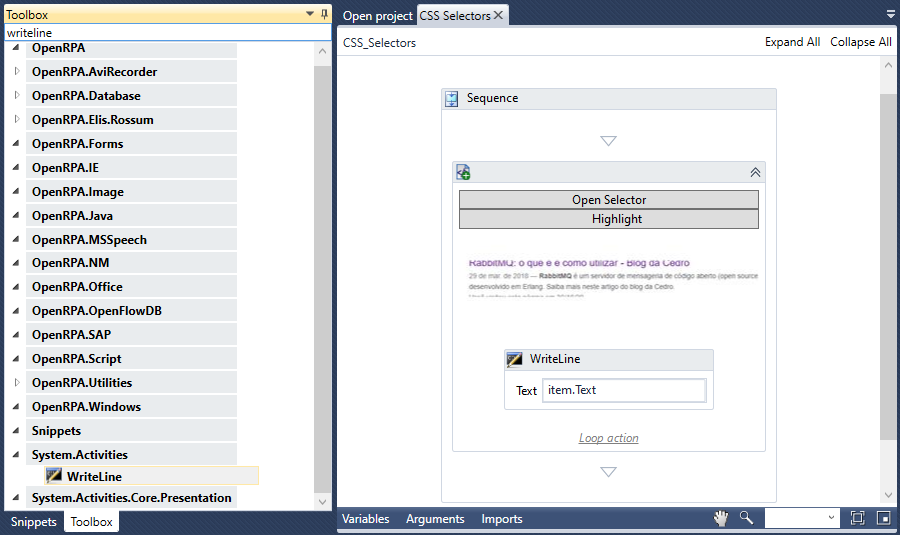 Toolbox
writeline
OpenRPA
OpenRPA.AviRecorder
OpenRPA.Database
OpenRPA.Elis.Rossum
OpenRPA.Forms
OpenRPA.IE
OpenRPA.Image
OpenRPA.Java
OpenRPA.MSSpeech
OpenRPA.NM
OpenRPA.Office
OpenRPA.OpenFlowDB
OpenRPA.SAP
OpenRPA.Script
OpenRPA.Utilities
OpenRPA.Windows
Snippets
System.Activities
WriteLine
System.Activities.Core.Presentation
Snippets Toolbox
Open project CSS Selectors
CSS_Selectors Expand All Collapse All
Sequence
Open Selector
Highlight
RabbitMQ: o que e e como utilizar - Blog da Cedro
29 de mar. de 2018 — RabbitMQ é um servidor de mensageria de código aberto (open source
desenvolvido em Erlang. Saiba mais neste artigo do blog da Cedro.
WriteLine
Text item.Text
Loop action
Variables Arguments Imports